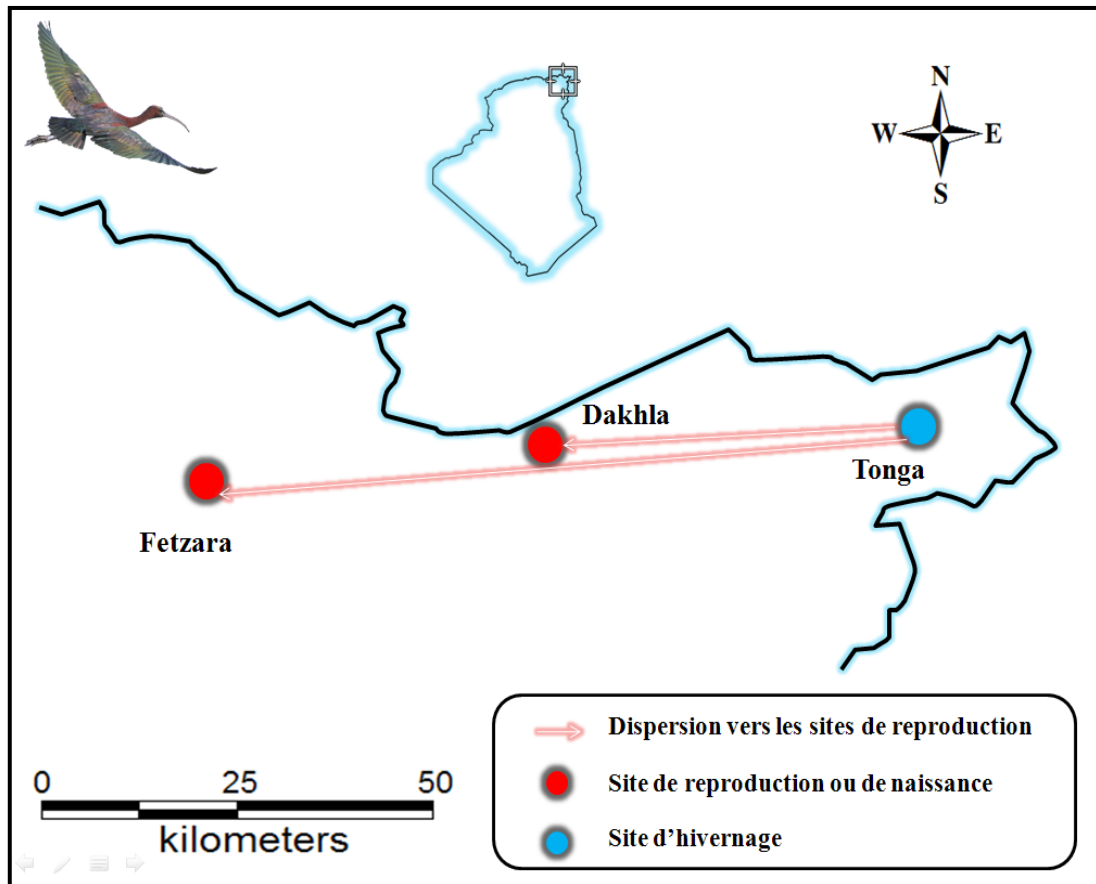 N
W E
S
Dakhla
Tonga
Fetzara
Dispersion vers les sites de reproduction
Site de reproduction ou de naissance
Site d’hivernage
0 25 50
kilometers